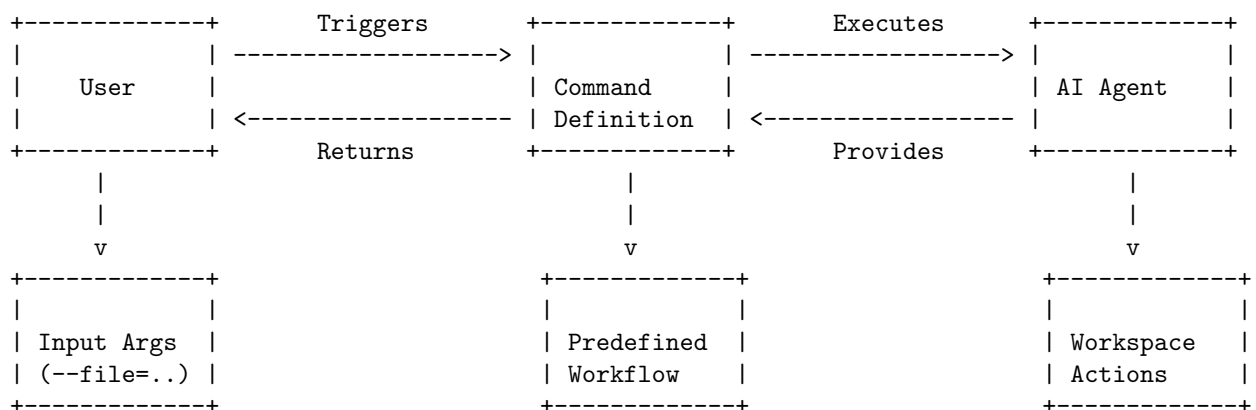 Triggers Executes
User Command AI Agent
Definition
Returns Provides
v v v
Input Args Predefined Workspace
(--file=..) Workflow Actions